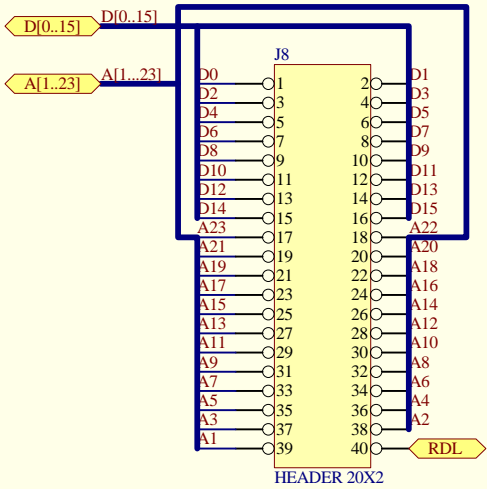 D[0..15] D[0..15]
A[1...23] A[1...23]
J8
D0 1 2 D1
D2 3 4 D3
D4 5 6 D5
D6 7 8 D7
D8 9 10 D9
D10 11 12 D11
D12 13 14 D13
D14 15 16 D15
A23 17 18 A22
A21 19 20 A20
A19 21 22 A18
A17 23 24 A16
A15 25 26 A14
A13 27 28 A12
A11 29 30 A10
A9 31 32 A8
A7 33 34 A6
A5 35 36 A4
A3 37 38 A2
A1 39 40 RDL
HEADER 20X2